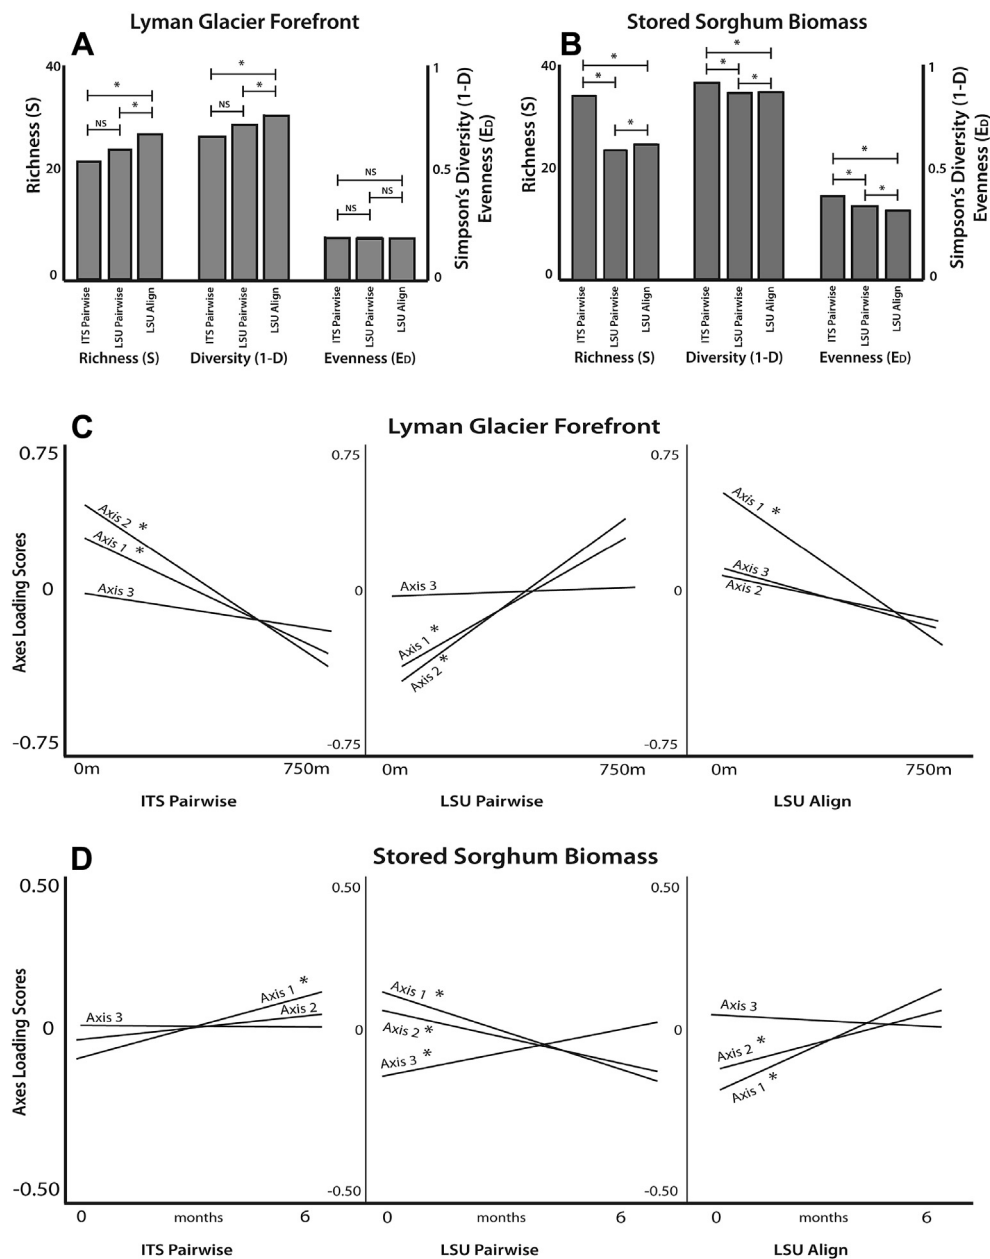 Lyman Glacier Forefront
A
40
20
0
Richness (S)
*
NS
*
*
NS
*
NS
NS
NS
1
0.5
0
Simpson's Diversity (1-D)
Evenness (ED)
ITS Pairwise
LSU Pairwise
LSU Align
ITS Pairwise
LSU Pairwise
LSU Align
ITS Pairwise
LSU Pairwise
LSU Align
Richness (S)
Diversity (1-D)
Evenness (ED)
Stored Sorghum Biomass
B
40
20
0
Richness (S)
*
*
*
*
*
*
*
*
*
1
0.5
0
Simpson's Diversity (1-D)
Evenness (ED)
ITS Pairwise
LSU Pairwise
LSU Align
ITS Pairwise
LSU Pairwise
LSU Align
ITS Pairwise
LSU Pairwise
LSU Align
Richness (S)
Diversity (1-D)
Evenness (ED)
C
Lyman Glacier Forefront
Axes Loading Scores
0.75
0
-0.75
Axis 2 *
Axis 1 *
Axis 3
0m
750m
ITS Pairwise
0.75
0
-0.75
Axis 3
Axis 1 *
Axis 2 *
0m
750m
LSU Pairwise
0.75
0
-0.75
Axis 1 *
Axis 3
Axis 2
0m
750m
LSU Align
D
Stored Sorghum Biomass
Axes Loading Scores
0.50
0
-0.50
Axis 1 *
Axis 2
Axis 3
0
months
6
ITS Pairwise
0.50
0
-0.50
Axis 1 *
Axis 2 *
Axis 3 *
0
months
6
LSU Pairwise
0.50
0
-0.50
Axis 3
Axis 2 *
Axis 1 *
0
months
6
LSU Align